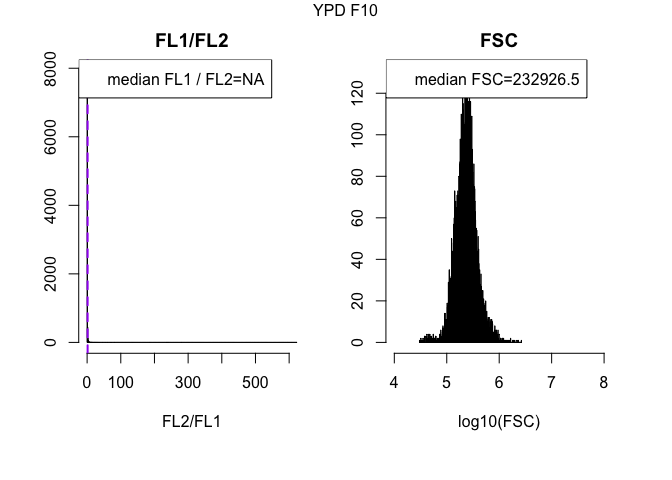 YPD F10
FL1/FL2
median FL1 / FL2=NA
0 2000 4000 6000 8000
0 100 300 500
FL2/FL1
FSC
median FSC=232926.5
0 20 40 60 80 100 120
4 5 6 7 8
log10(FSC)